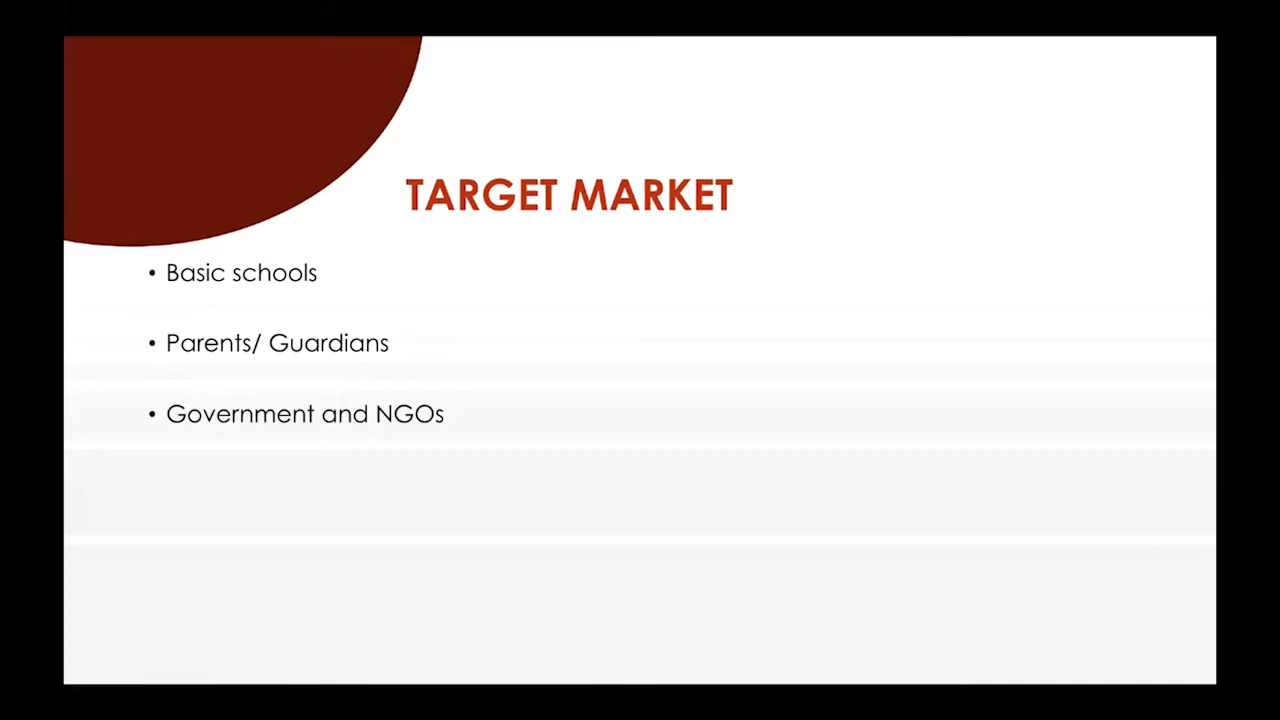 TARGET MARKET
• Basic schools
• Parents/ Guardians
• Government and NGOs